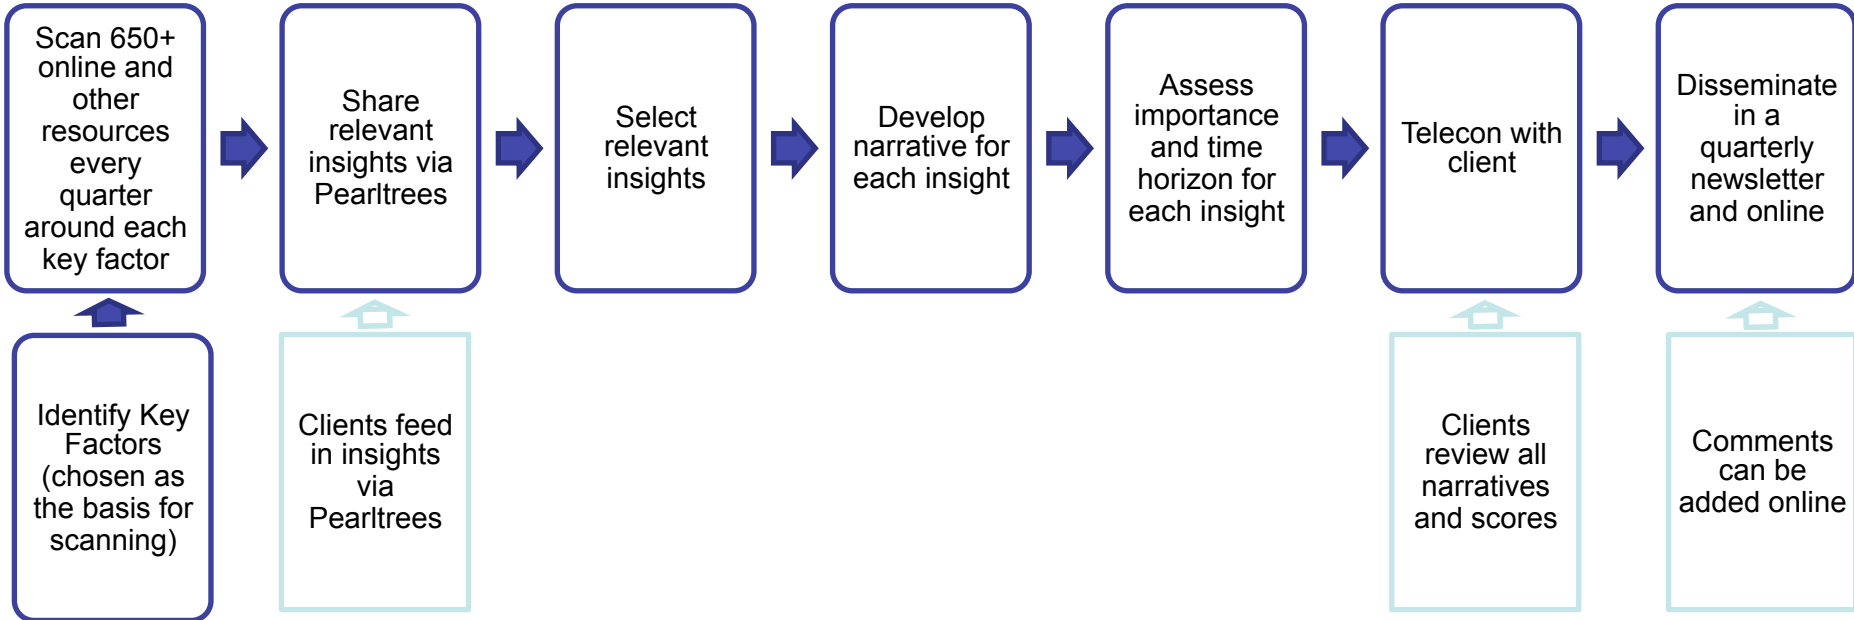 Scan 650+
online and
other
resources
every
quarter
around each
key factor
Share
relevant
insights via
Pearltrees
Select
relevant
insights
Develop
narrative for
each insight
Assess
importance
and time
horizon for
each insight
Telecon with
client
Disseminate
in a
quarterly
newsletter
and online
Identify Key
Factors
(chosen as
the basis for
scanning)
Clients feed
in insights
via
Pearltrees
Clients
review all
narratives
and scores
Comments
can be
added online